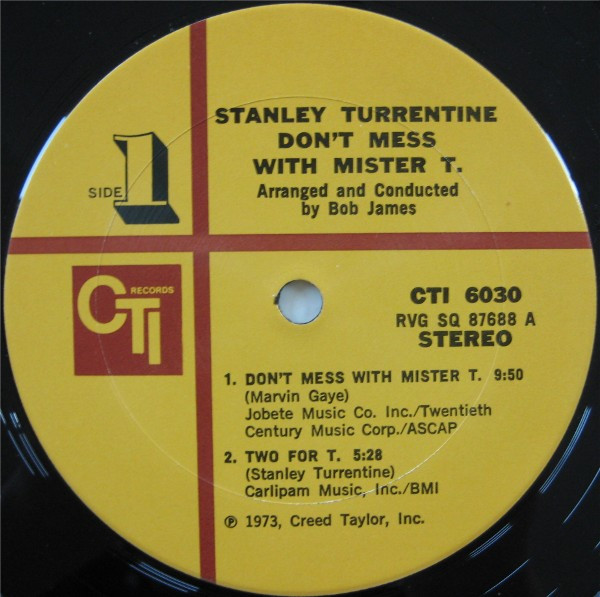 STANLEY TURRENTINE
DON'T MESS
WITH MISTER T.
Arranged and Conducted
by Bob James
SIDE 1
CTI RECORDS
CTI 6030
RVG SQ 87688 A
STEREO
1. DON'T MESS WITH MISTER T. 9:50
(Marvin Gaye)
Jobete Music Co. Inc./Twentieth
Century Music Corp./ASCAP
2. TWO FOR T. 5:28
(Stanley Turrentine)
Carlipam Music, Inc./BMI
℗ 1973, Creed Taylor, Inc.